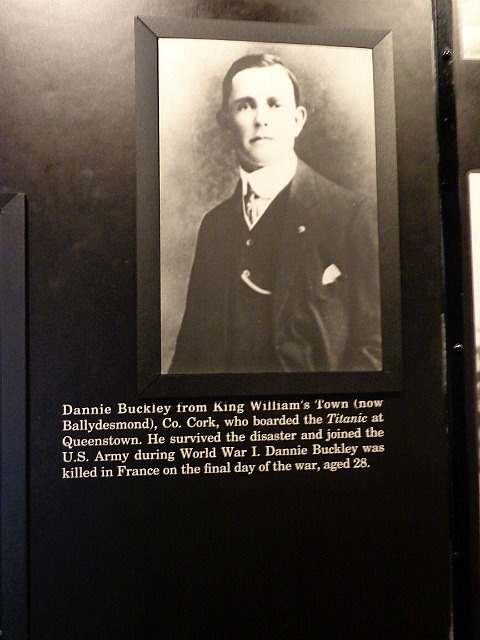 Dannie Buckley from King William's Town (now
Ballydesmond), Co. Cork, who boarded the Titanic at
Queenstown. He survived the disaster and joined the
U.S. Army during World War I. Dannie Buckley was
killed in France on the final day of the war, aged 28.